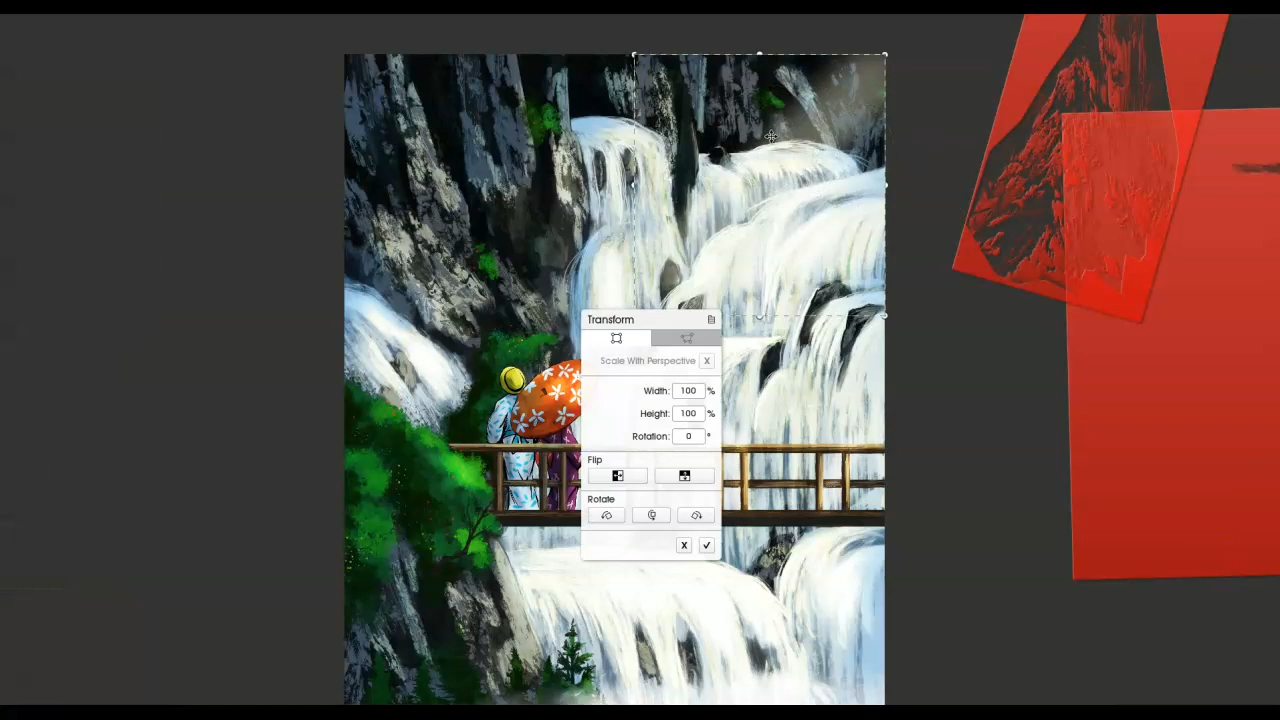 Transform
Scale With Perspective X
Width: 100 %
Height: 100 %
Rotation: 0 °
Flip
Rotate
X